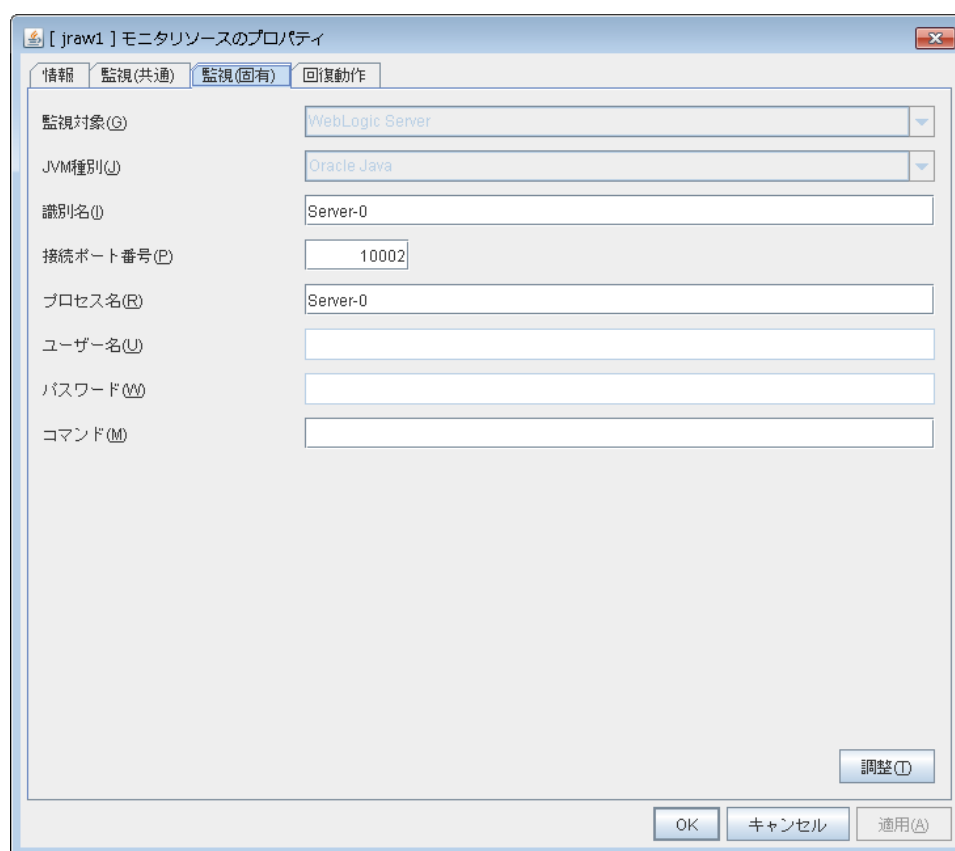 [ jraw1 ] モニタリソースのプロパティ
情報 監視(共通) 監視(固有) 回復動作
監視対象(G) WebLogic Server
JVM種別(J) Oracle Java
識別名(I) Server-0
接続ポート番号(P) 10002
プロセス名(R) Server-0
ユーザー名(U)
パスワード(W)
コマンド(M)
調整(T)
OK キャンセル 適用(A)